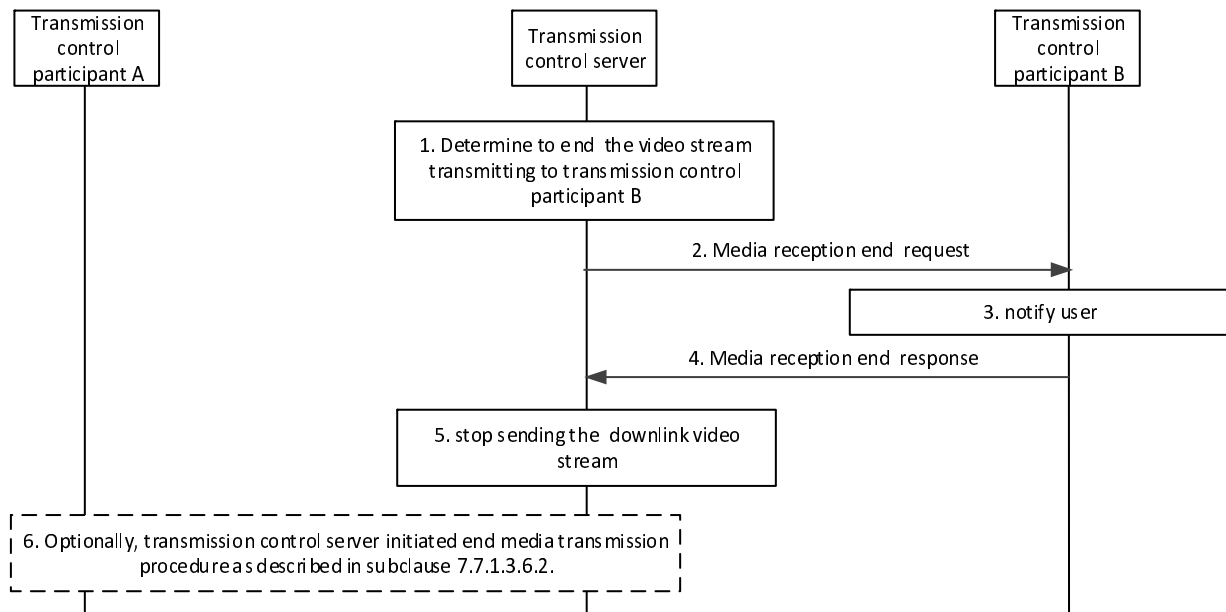 Transmission
control
participant A
Transmission
control server
Transmission
control
participant B
1. Determine to end the video stream
transmitting to transmission control
participant B
2. Media reception end request
3. notify user
4. Media reception end response
5. stop sending the downlink video
stream
6. Optionally, transmission control server initiated end media transmission
procedure as described in subclause 7.7.1.3.6.2.